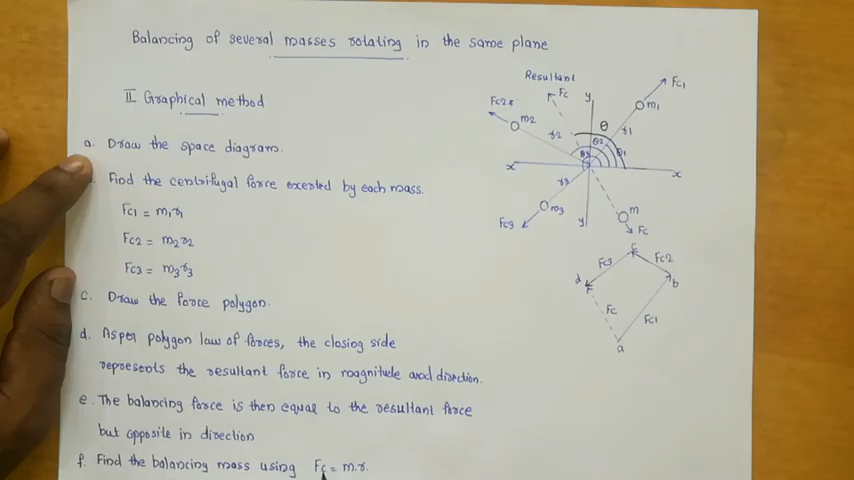 Balancing of several masses rotating in the same plane
II Graphical method
a. Draw the space diagram.
. Find the centrifugal force exerted by each mass.
Fc1 = m1r1
Fc2 = m2r2
Fc3 = m3r3
c. Draw the force polygon.
d. As per polygon law of forces, the closing side
represents the resultant force in magnitude and direction.
e. The balancing force is then equal to the resultant force
but opposite in direction
f. Find the balancing mass using Fc = m.r.
Resultant
Fc
y
Fc1
Fc2
m2
m1
θ
r2
r1
θ3
θ2
θ1
x
x
r3
m3
m
Fc3
y
Fc
c
Fc3
Fc2
d
b
Fc
Fc1
a